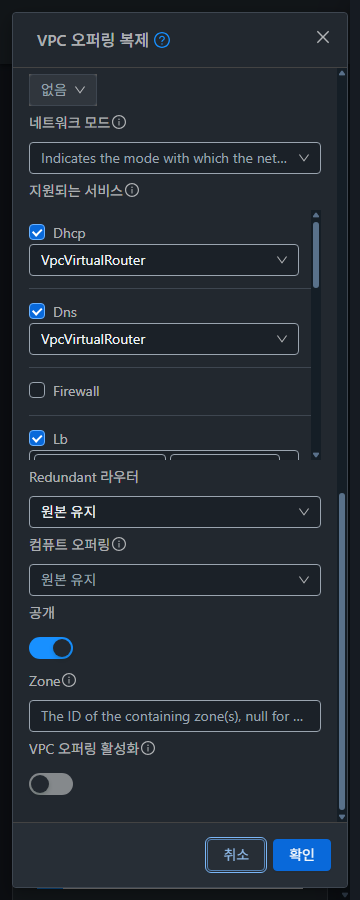 VPC 오퍼링 복제
없음
네트워크 모드
Indicates the mode with which the net...
지원되는 서비스
Dhcp
VpcVirtualRouter
Dns
VpcVirtualRouter
Firewall
Lb
Redundant 라우터
원본 유지
컴퓨트 오퍼링
원본 유지
공개
Zone
The ID of the containing zone(s), null for ...
VPC 오퍼링 활성화
취소 확인